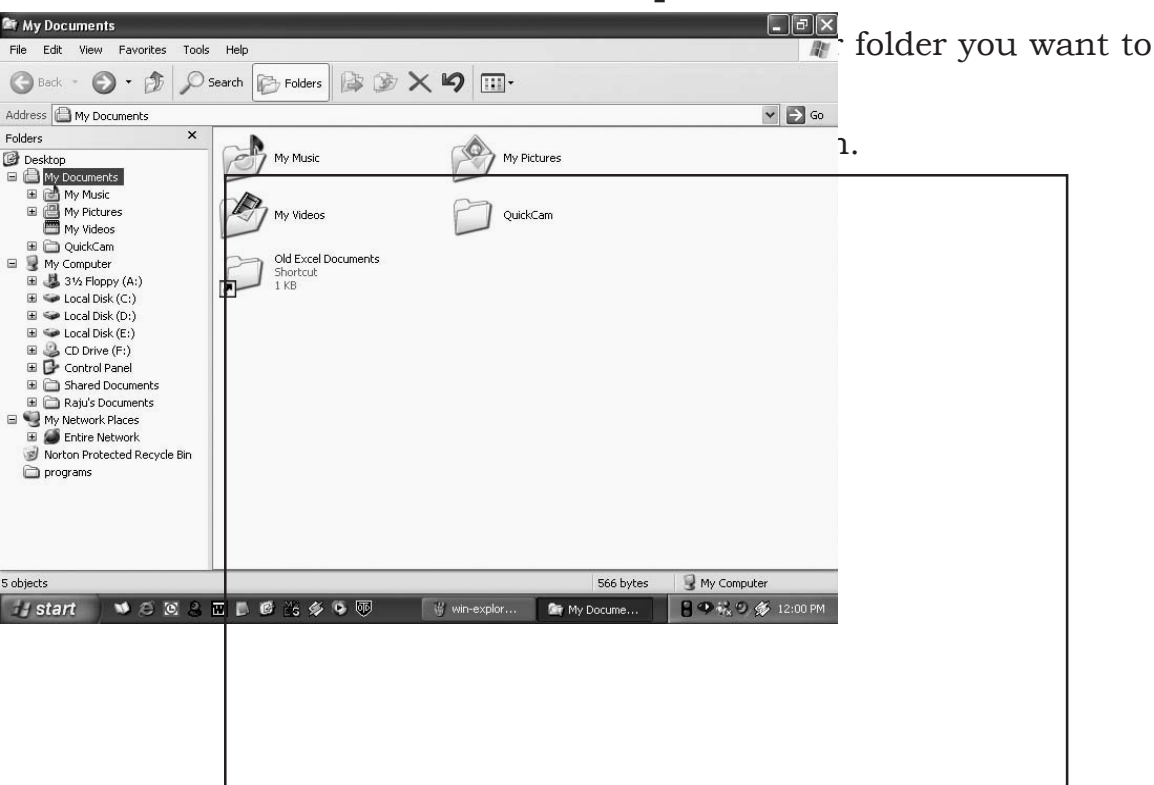 My Documents
folder you want to
File Edit View Favorites Tools Help
Back Search Folders
Address My Documents Go
Folders
Desktop
My Documents
My Music
My Pictures
My Videos
QuickCam
My Computer
3½ Floppy (A:)
Local Disk (C:)
Local Disk (D:)
Local Disk (E:)
CD Drive (F:)
Control Panel
Shared Documents
Raju's Documents
My Network Places
Entire Network
Norton Protected Recycle Bin
programs
My Music My Pictures
My Videos QuickCam
Old Excel Documents
Shortcut
1 KB
5 objects 566 bytes My Computer
start win-explor... My Docume... 12:00 PM